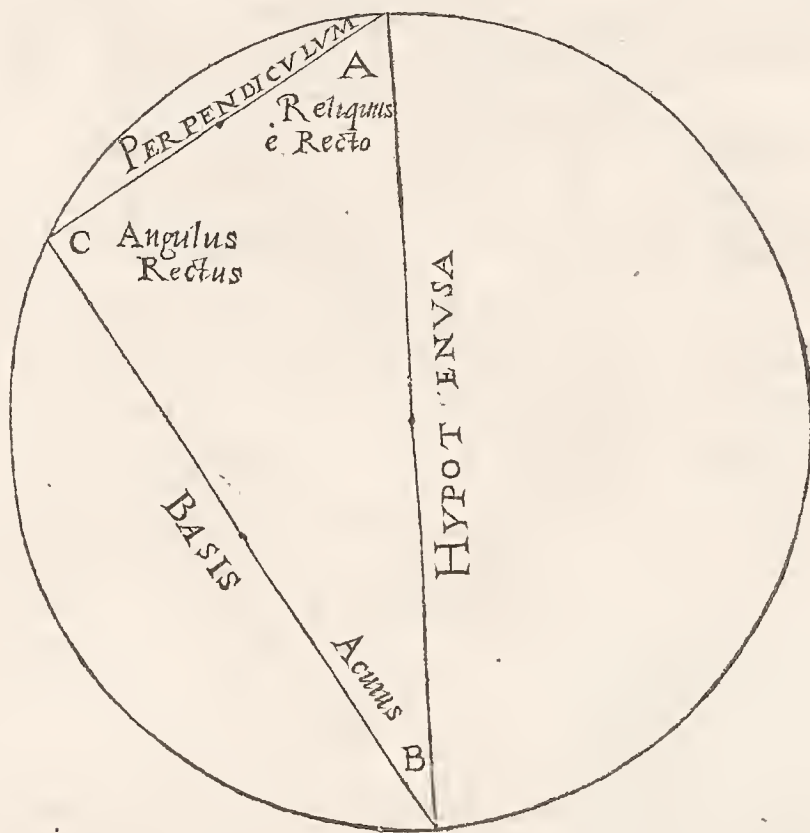 PERPENDICVLVM
A
Reliquus
è Recto
C Angulus
Rectus
HYPOTENVSA
BASIS
Acutus
B